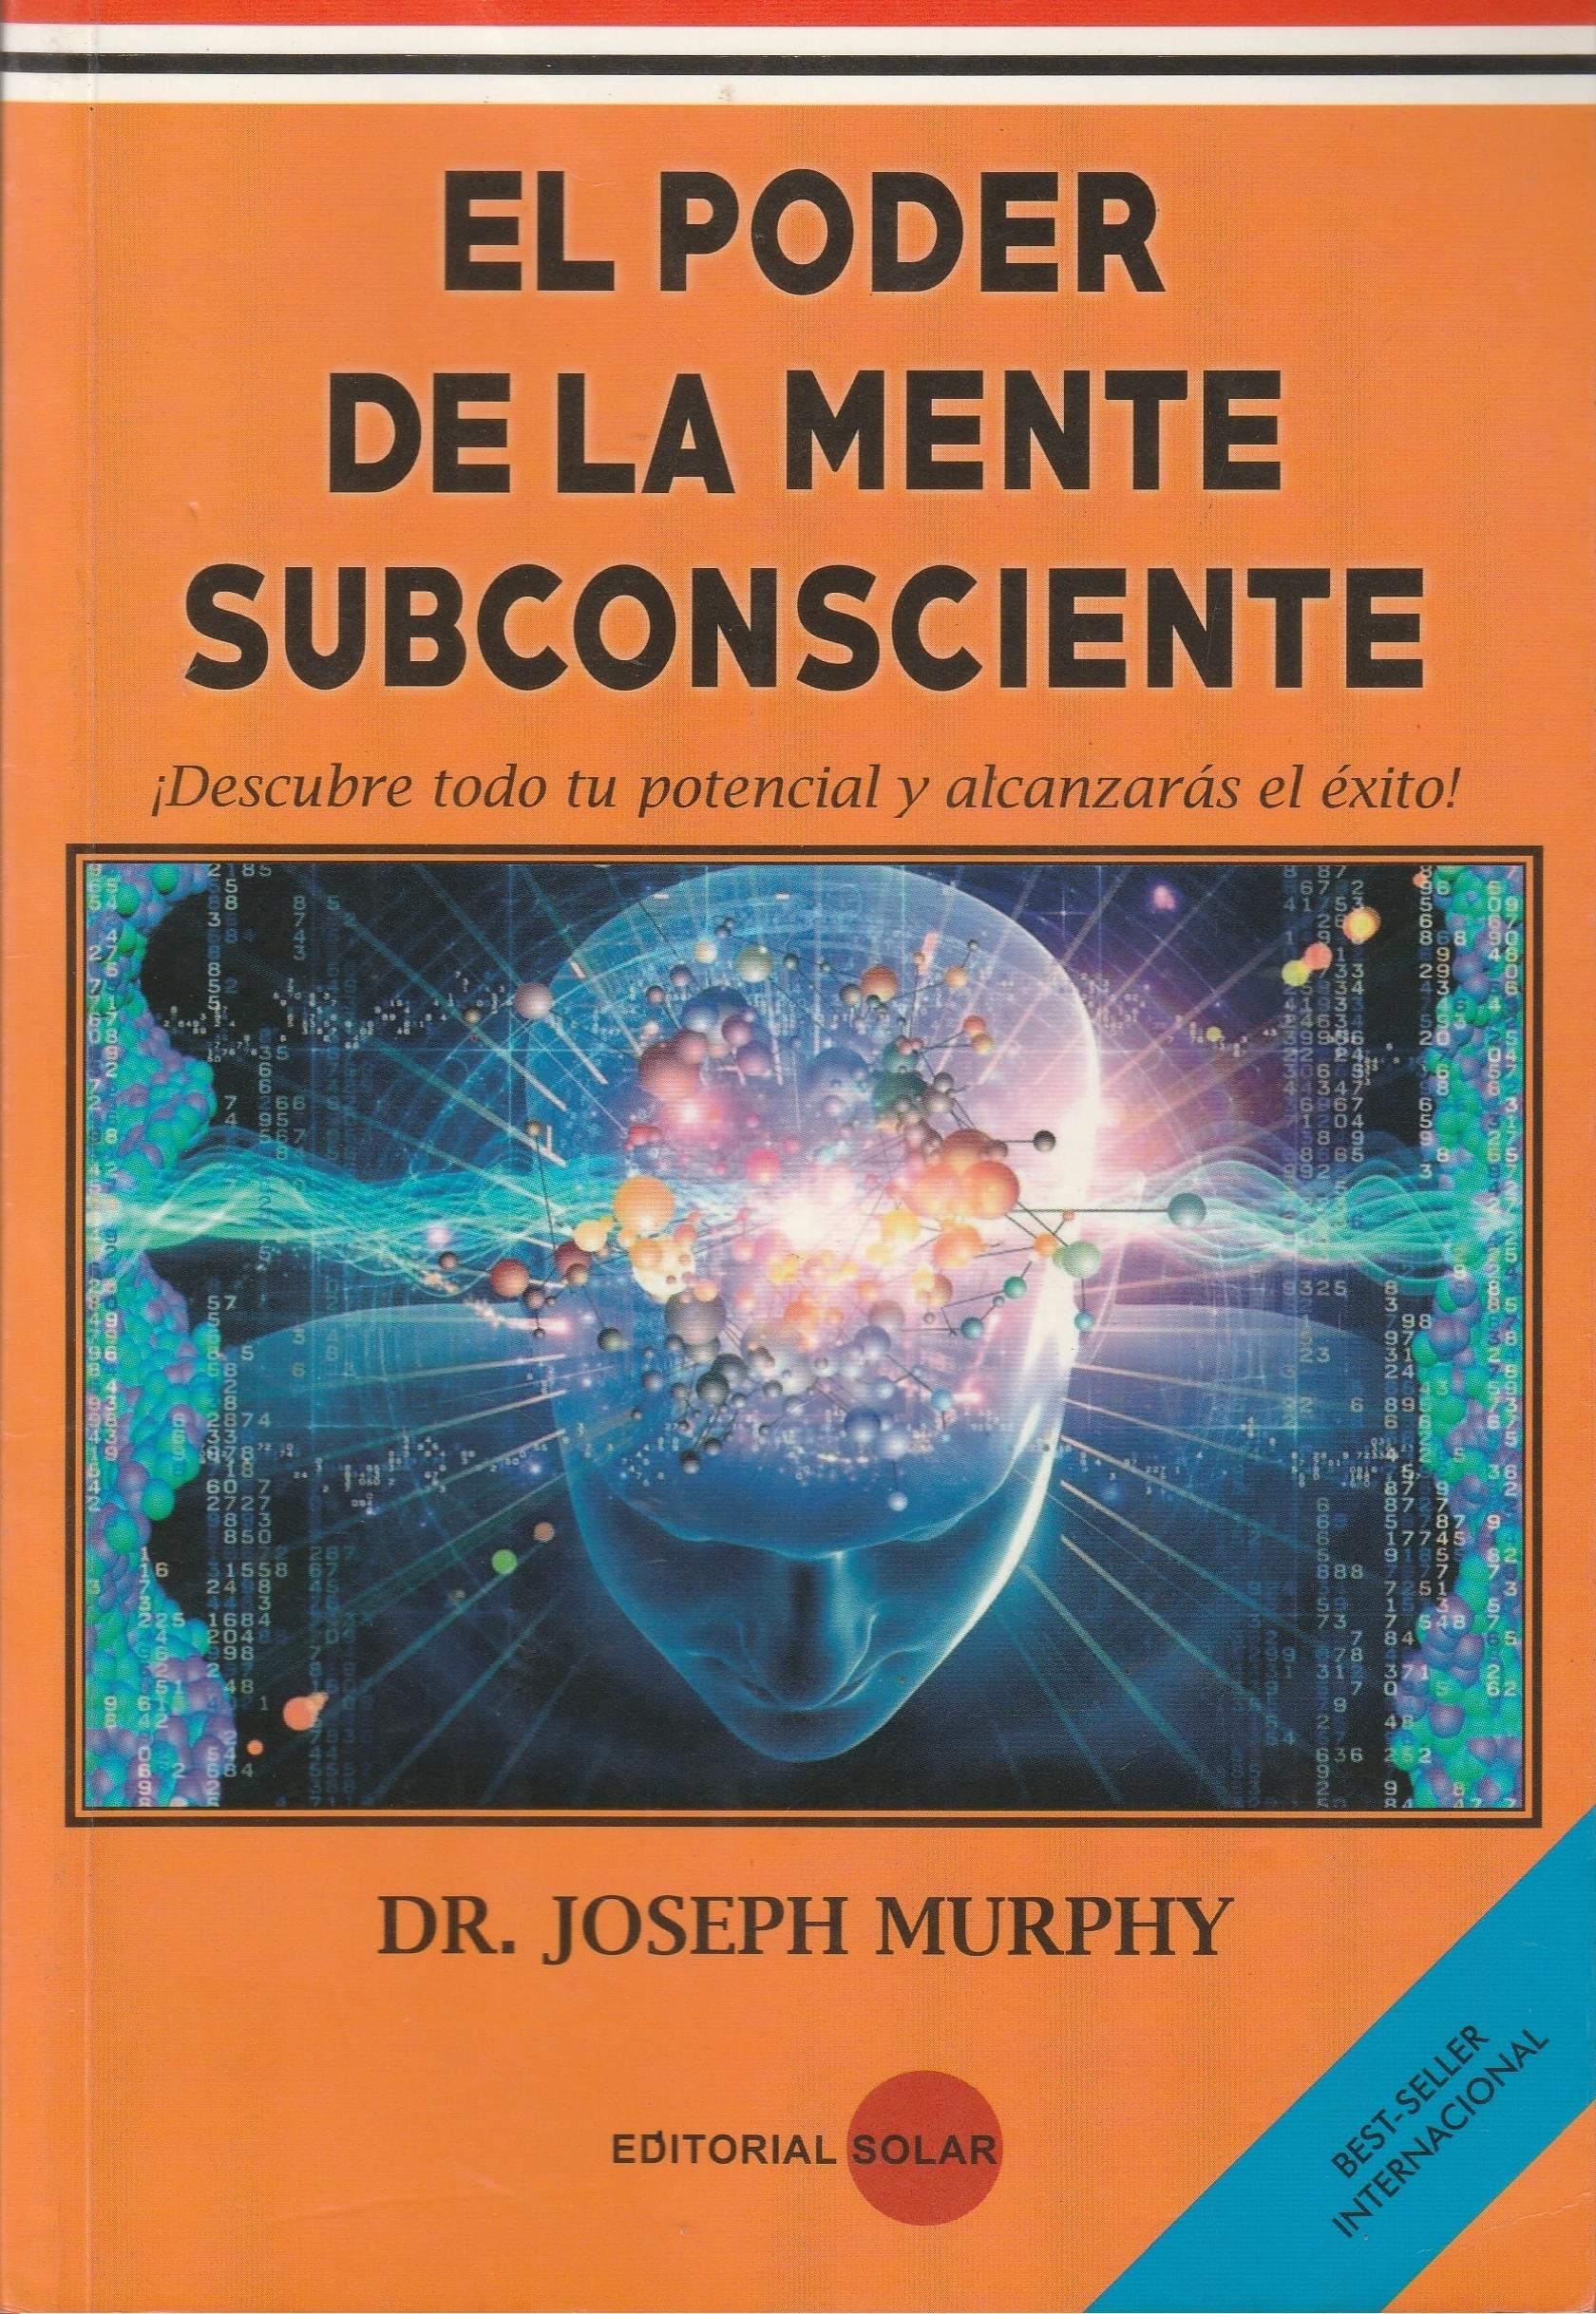 EL PODER
DE LA MENTE
SUBCONSCIENTE
¡Descubre todo tu potencial y alcanzarás el éxito!
DR. JOSEPH MURPHY
EDITORIAL SOLAR
BEST-SELLER
INTERNACIONAL